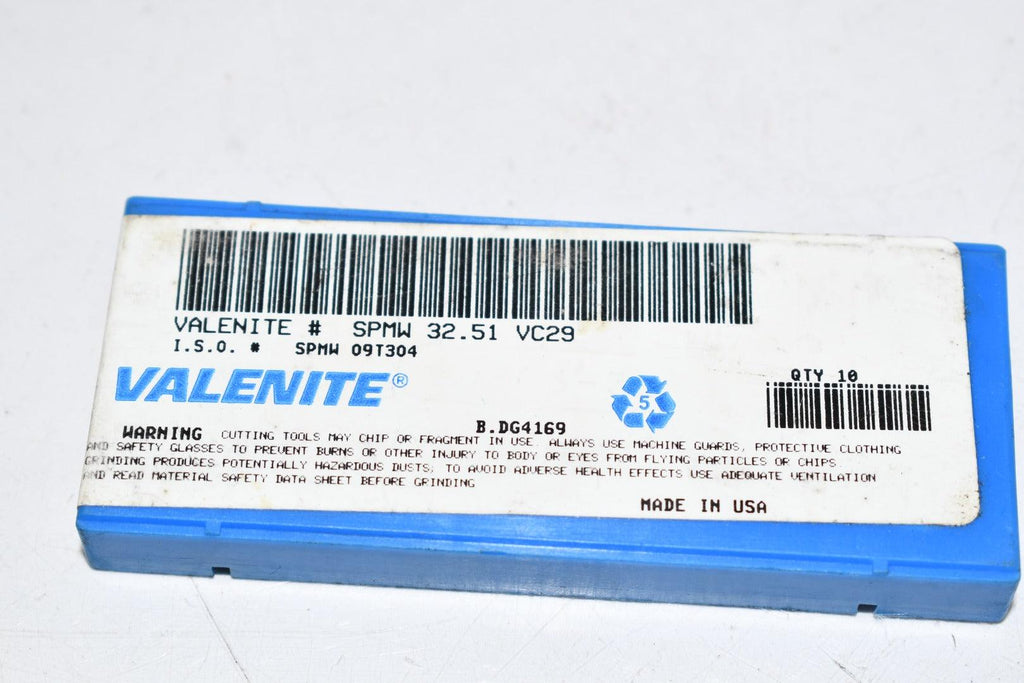 VALENITE # SPMW 32.51 VC29
I.S.O. # SPMW 09T304
VALENITE®
5
QTY 10
B.DG4169
WARNING CUTTING TOOLS MAY CHIP OR FRAGMENT IN USE. ALWAYS USE MACHINE GUARDS, PROTECTIVE CLOTHING
AND SAFETY GLASSES TO PREVENT BURNS OR OTHER INJURY TO BODY OR EYES FROM FLYING PARTICLES OR CHIPS.
GRINDING PRODUCES POTENTIALLY HAZARDOUS DUSTS; TO AVOID ADVERSE HEALTH EFFECTS USE ADEQUATE VENTILATION
AND READ MATERIAL SAFETY DATA SHEET BEFORE GRINDING
MADE IN USA